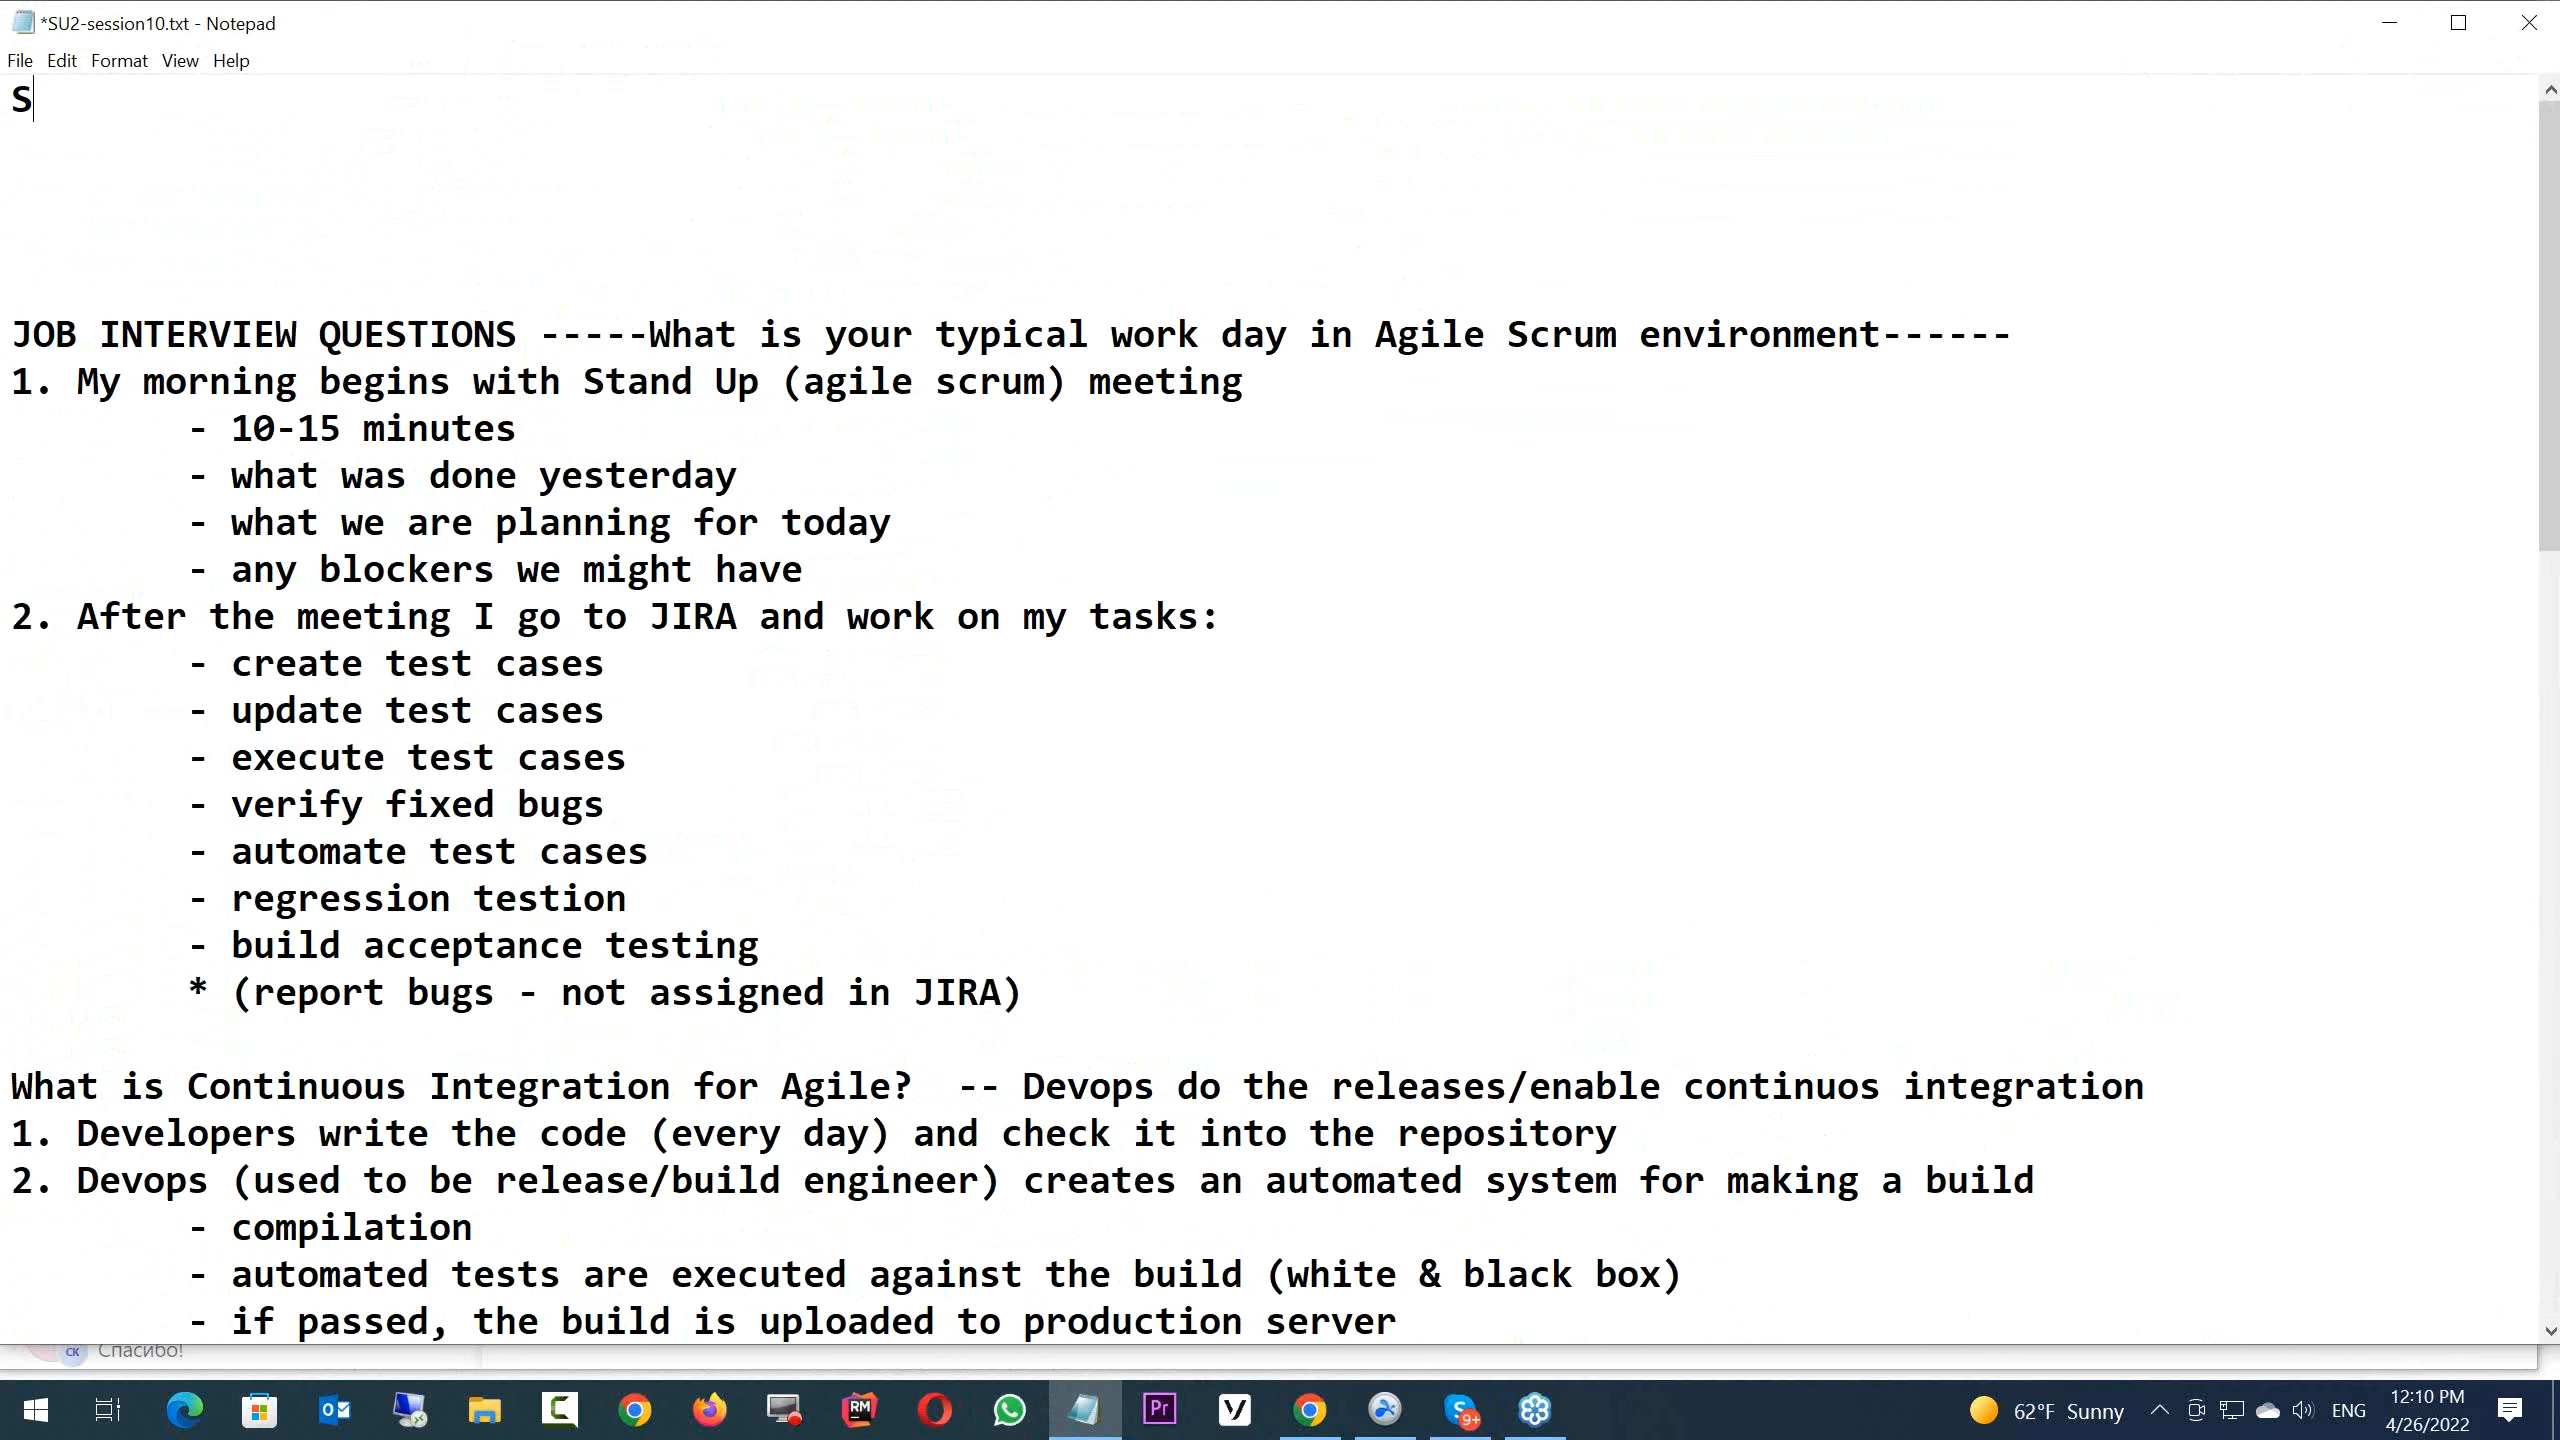 *SU2-session10.txt - Notepad
File Edit Format View Help
S
JOB INTERVIEW QUESTIONS -----What is your typical work day in Agile Scrum environment------
1. My morning begins with Stand Up (agile scrum) meeting
- 10-15 minutes
- what was done yesterday
- what we are planning for today
- any blockers we might have
2. After the meeting I go to JIRA and work on my tasks:
- create test cases
- update test cases
- execute test cases
- verify fixed bugs
- automate test cases
- regression testion
- build acceptance testing
* (report bugs - not assigned in JIRA)
What is Continuous Integration for Agile?  -- Devops do the releases/enable continuos integration
1. Developers write the code (every day) and check it into the repository
2. Devops (used to be release/build engineer) creates an automated system for making a build
- compilation
- automated tests are executed against the build (white & black box)
- if passed, the build is uploaded to production server
СК Спасибо!
62°F Sunny ENG 12:10 PM
4/26/2022